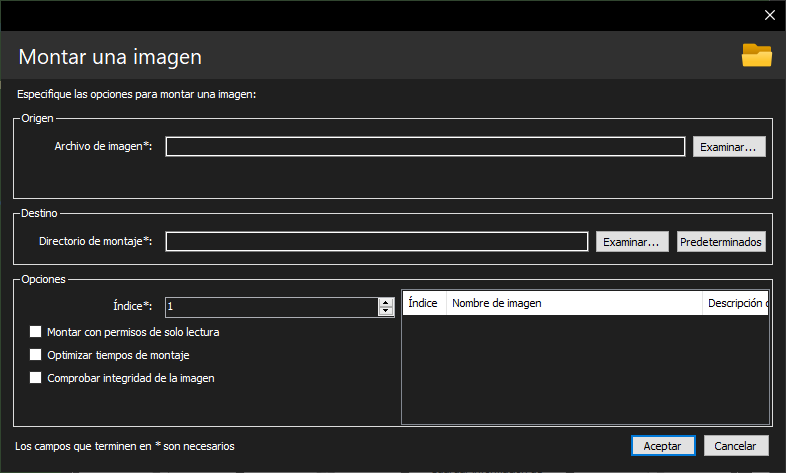 Montar una imagen
Especifique las opciones para montar una imagen:
Origen
Archivo de imagen*:
Examinar...
Destino
Directorio de montaje*:
Examinar...
Predeterminados
Opciones
Índice*:
1
Montar con permisos de solo lectura
Optimizar tiempos de montaje
Comprobar integridad de la imagen
Índice
Nombre de imagen
Descripción
Los campos que terminen en * son necesarios
Aceptar
Cancelar